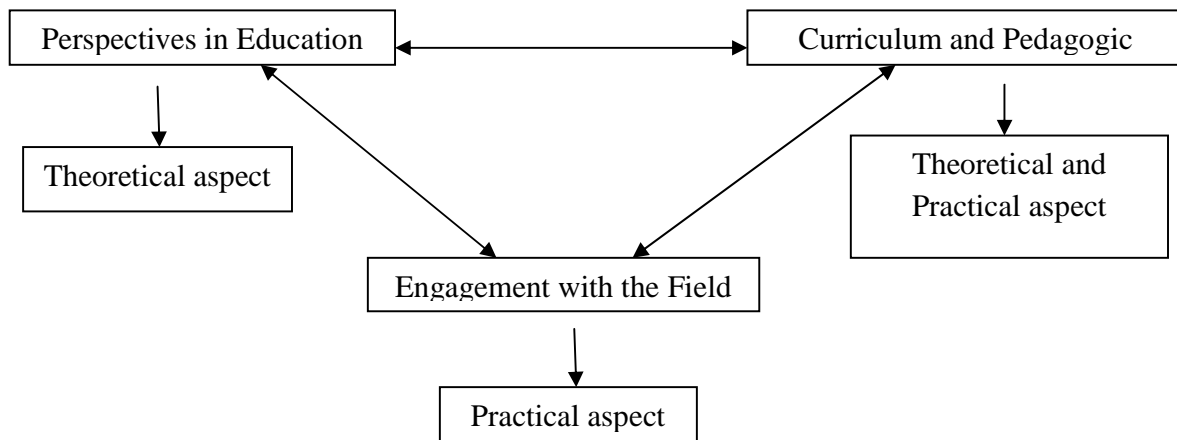 Perspectives in Education
Curriculum and Pedagogic
Theoretical aspect
Theoretical and
Practical aspect
Engagement with the Field
Practical aspect